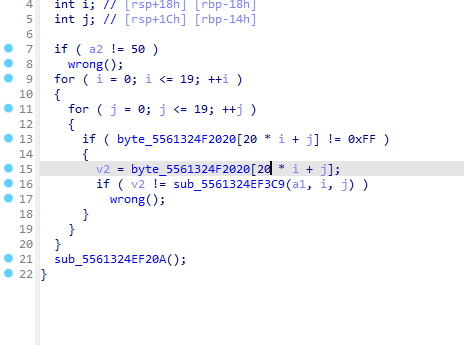 4 int i; // [rsp+18h] [rbp-18h]
5 int j; // [rsp+1Ch] [rbp-14h]
6
7 if ( a2 != 50 )
8 wrong();
9 for ( i = 0; i <= 19; ++i )
10 {
11 for ( j = 0; j <= 19; ++j )
12 {
13 if ( byte_5561324F2020[20 * i + j] != 0xFF )
14 {
15 v2 = byte_5561324F2020[20 * i + j];
16 if ( v2 != sub_5561324EF3C9(a1, i, j) )
17 wrong();
18 }
19 }
20 }
21 sub_5561324EF20A();
22 }